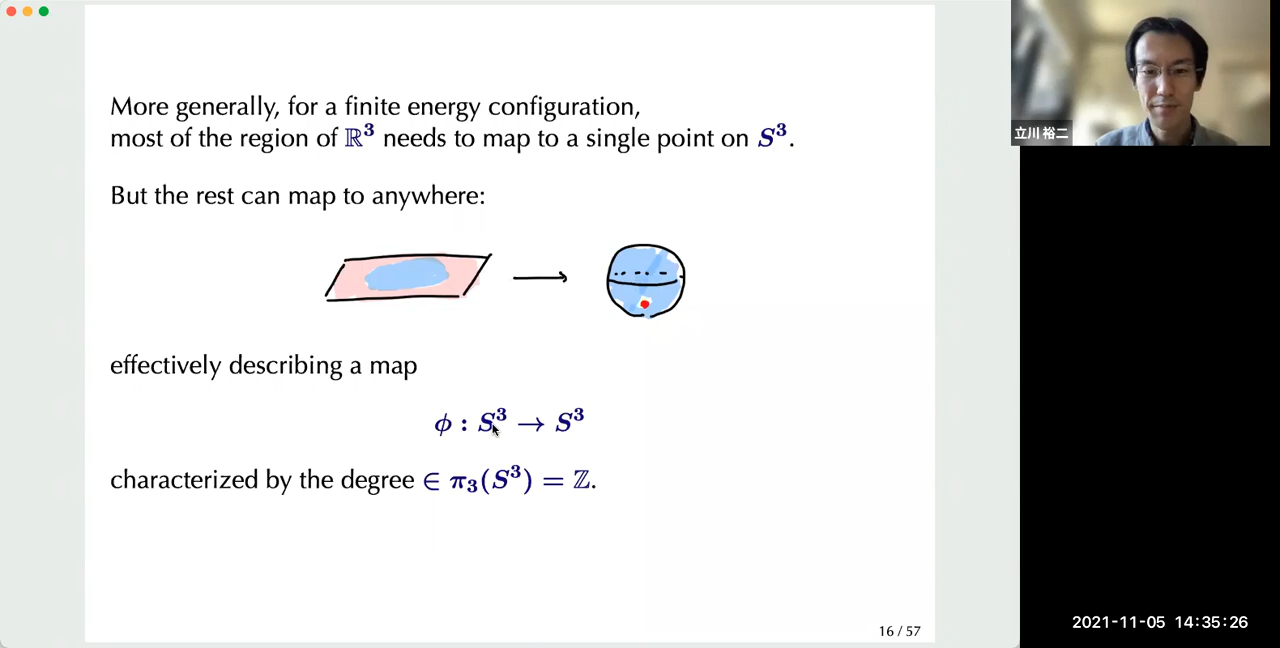 More generally, for a finite energy configuration,
most of the region of ℝ³ needs to map to a single point on S³.
But the rest can map to anywhere:
effectively describing a map
ϕ : S³ → S³
characterized by the degree ∈ π₃(S³) = ℤ.
16 / 57
立川 裕二
2021-11-05 14:35:26